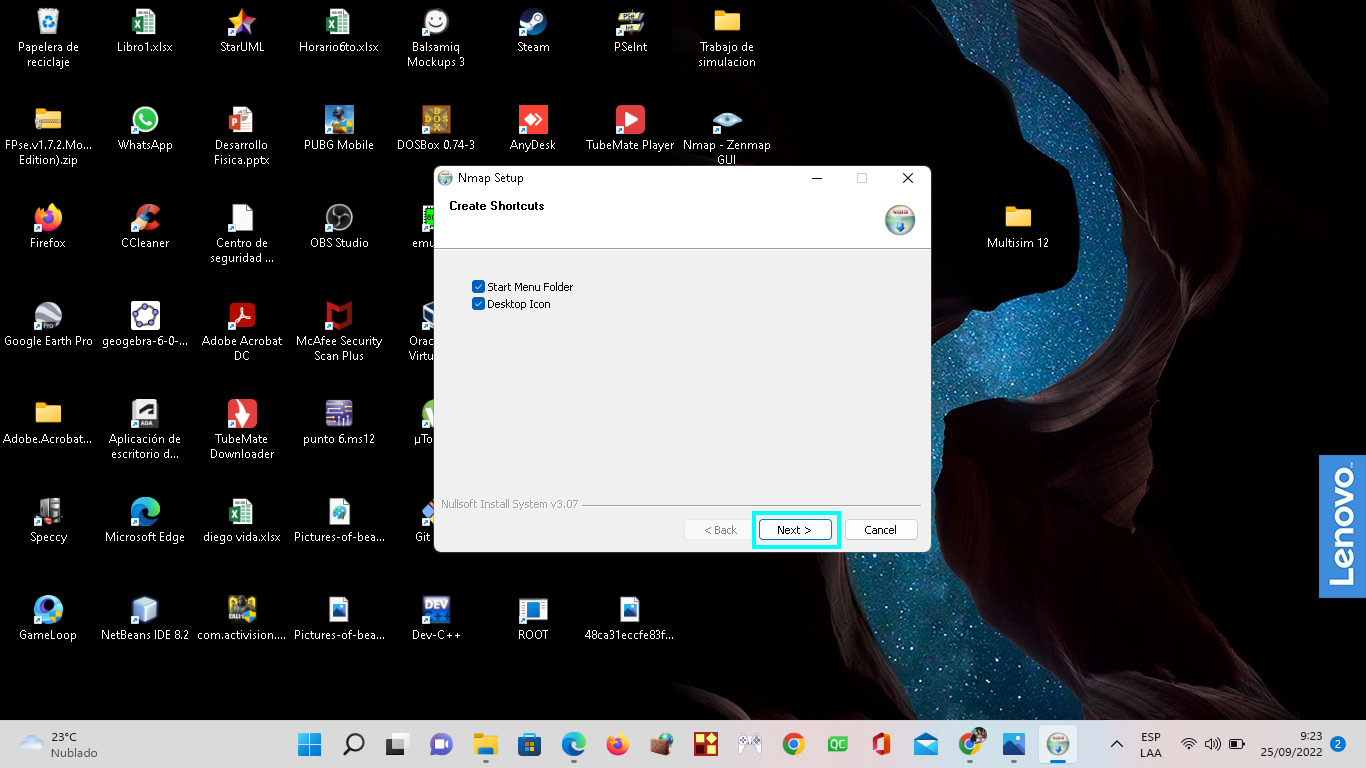 Papelera de
reciclaje
Libro1.xlsx
StarUML
Horario6to.xlsx
Balsamiq
Mockups 3
Steam
PSeInt
Trabajo de
simulacion
FPse.v1.7.2.Mo...
Edition).zip
WhatsApp
Desarrollo
Fisica.pptx
PUBG Mobile
DOSBox 0.74-3
AnyDesk
TubeMate Player
Nmap - Zenmap
GUI
Nmap Setup
Create Shortcuts
Start Menu Folder
Desktop Icon
Nullsoft Install System v3.07
< Back
Next >
Cancel
Firefox
CCleaner
Centro de
seguridad ...
OBS Studio
emu
Multisim 12
Google Earth Pro
geogebra-6-0-...
Adobe Acrobat
DC
McAfee Security
Scan Plus
Orac
Virtu
Adobe.Acrobat...
Aplicación de
escritorio d...
TubeMate
Downloader
punto 6.ms12
µTo
Speccy
Microsoft Edge
diego vida.xlsx
Pictures-of-bea...
Git
Lenovo
GameLoop
NetBeans IDE 8.2
com.activision....
Pictures-of-bea...
Dev-C++
ROOT
48ca31eccfe83f...
23°C
Nublado
QC
ESP
LAA
9:23
25/09/2022
2